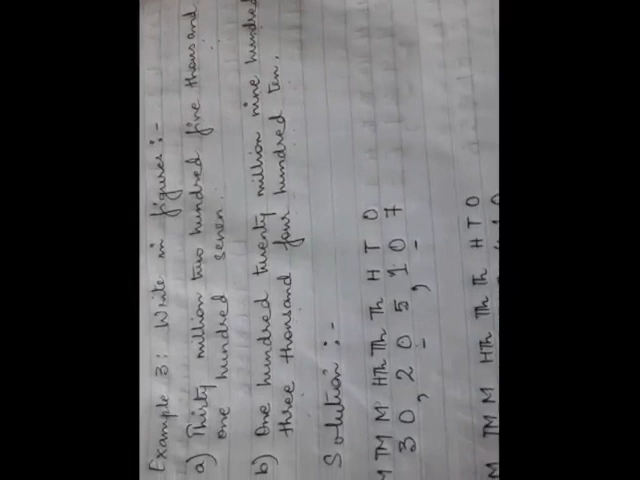 Example 3: Write in figures :-
a) Thirty million two hundred five thousand
one hundred seven.
b) One hundred twenty million nine hundred
three thousand four hundred ten.
Solution :-
M TM M HTh TTh Th H T O
3 0 , 2 0 5 , 1 0 7
M TM M HTh TTh Th H T O